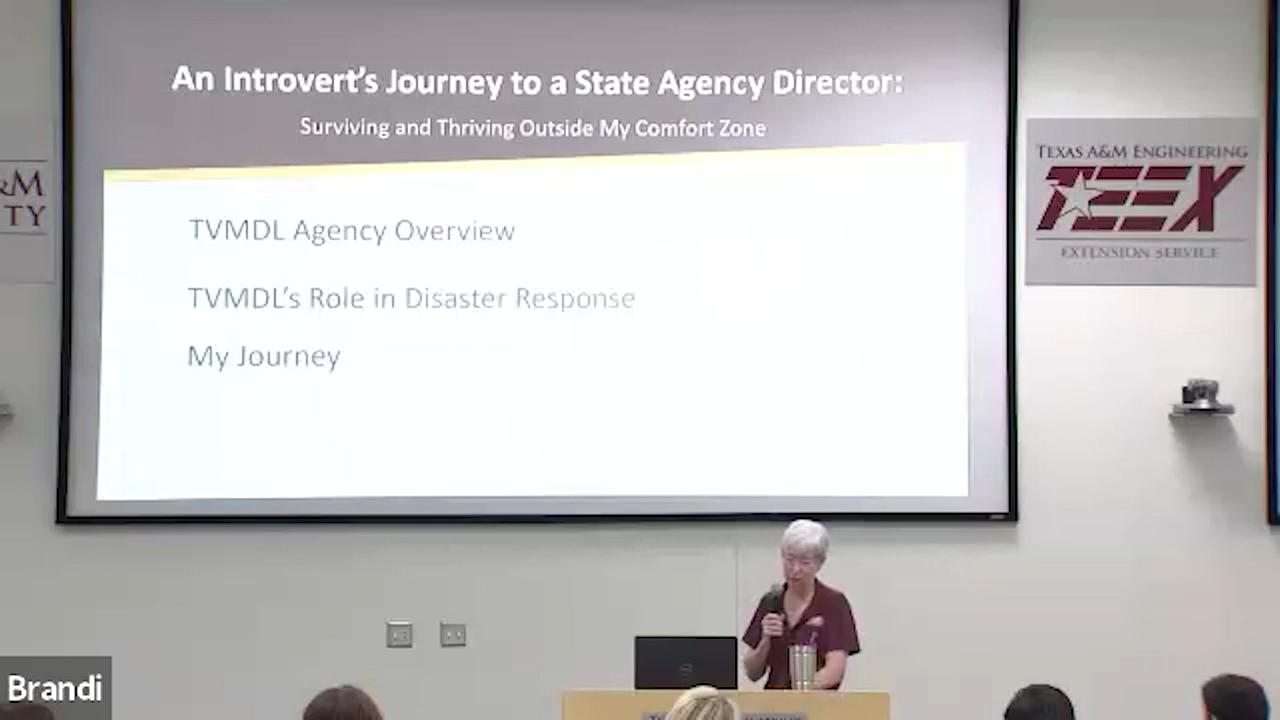 An Introvert's Journey to a State Agency Director:
Surviving and Thriving Outside My Comfort Zone
TVMDL Agency Overview
TVMDL's Role in Disaster Response
My Journey
&M
TY
TEXAS A&M ENGINEERING
TEEX
EXTENSION SERVICE
Brandi